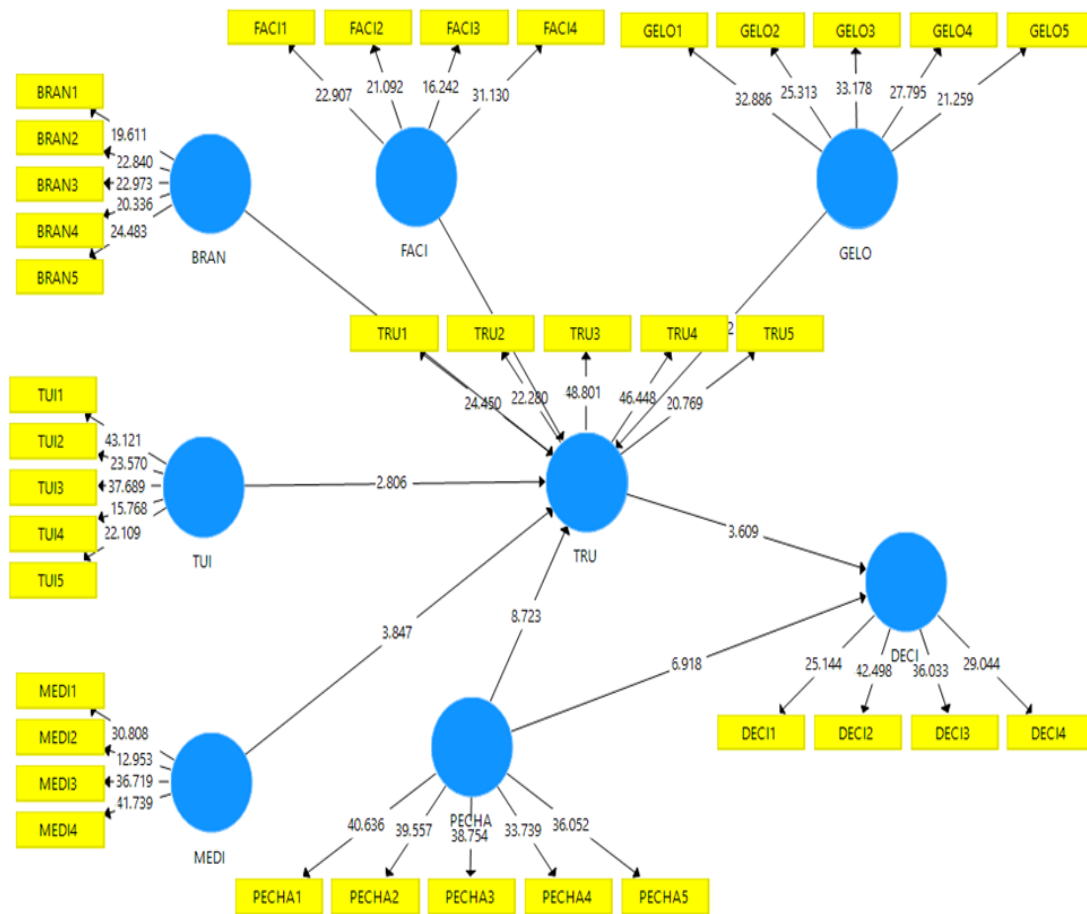 FACI1 FACI2 FACI3 FACI4 GELO1 GELO2 GELO3 GELO4 GELO5
22.907 21.092 16.242 31.130 32.886 25.313 33.178 27.795 21.259
BRAN1
BRAN2
BRAN3
BRAN4
BRAN5
19.611
22.840
22.973
20.336
24.483
BRAN FACI GELO
TRU1 TRU2 TRU3 TRU4 TRU5
24.450 22.280 48.801 46.448 20.769
TUI1
TUI2
TUI3
TUI4
TUI5
43.121
23.570
37.689
15.768
22.109
TUI
2.806
TRU
3.609
3.847
8.723
6.918
DECI
25.144 42.498 36.033 29.044
DECI1 DECI2 DECI3 DECI4
MEDI1
MEDI2
MEDI3
MEDI4
30.808
12.953
36.719
41.739
MEDI
PECHA
40.636 39.557 38.754 33.739 36.052
PECHA1 PECHA2 PECHA3 PECHA4 PECHA5